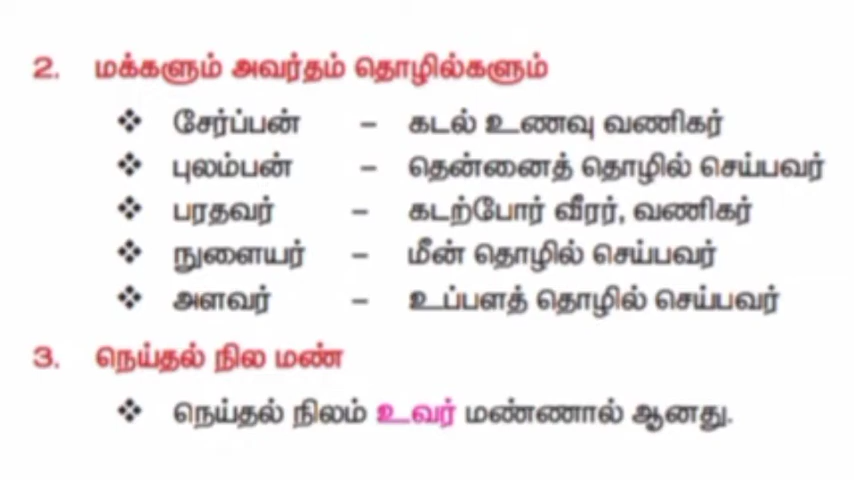 2. மக்களும் அவர்தம் தொழில்களும்
❖ சேர்ப்பன் – கடல் உணவு வணிகர்
❖ புலம்பன் – தென்னைத் தொழில் செய்பவர்
❖ பரதவர் – கடற்போர் வீரர், வணிகர்
❖ நுளையர் – மீன் தொழில் செய்பவர்
❖ அளவர் – உப்பளத் தொழில் செய்பவர்
3. நெய்தல் நில மண்
❖ நெய்தல் நிலம் உவர் மண்ணால் ஆனது.